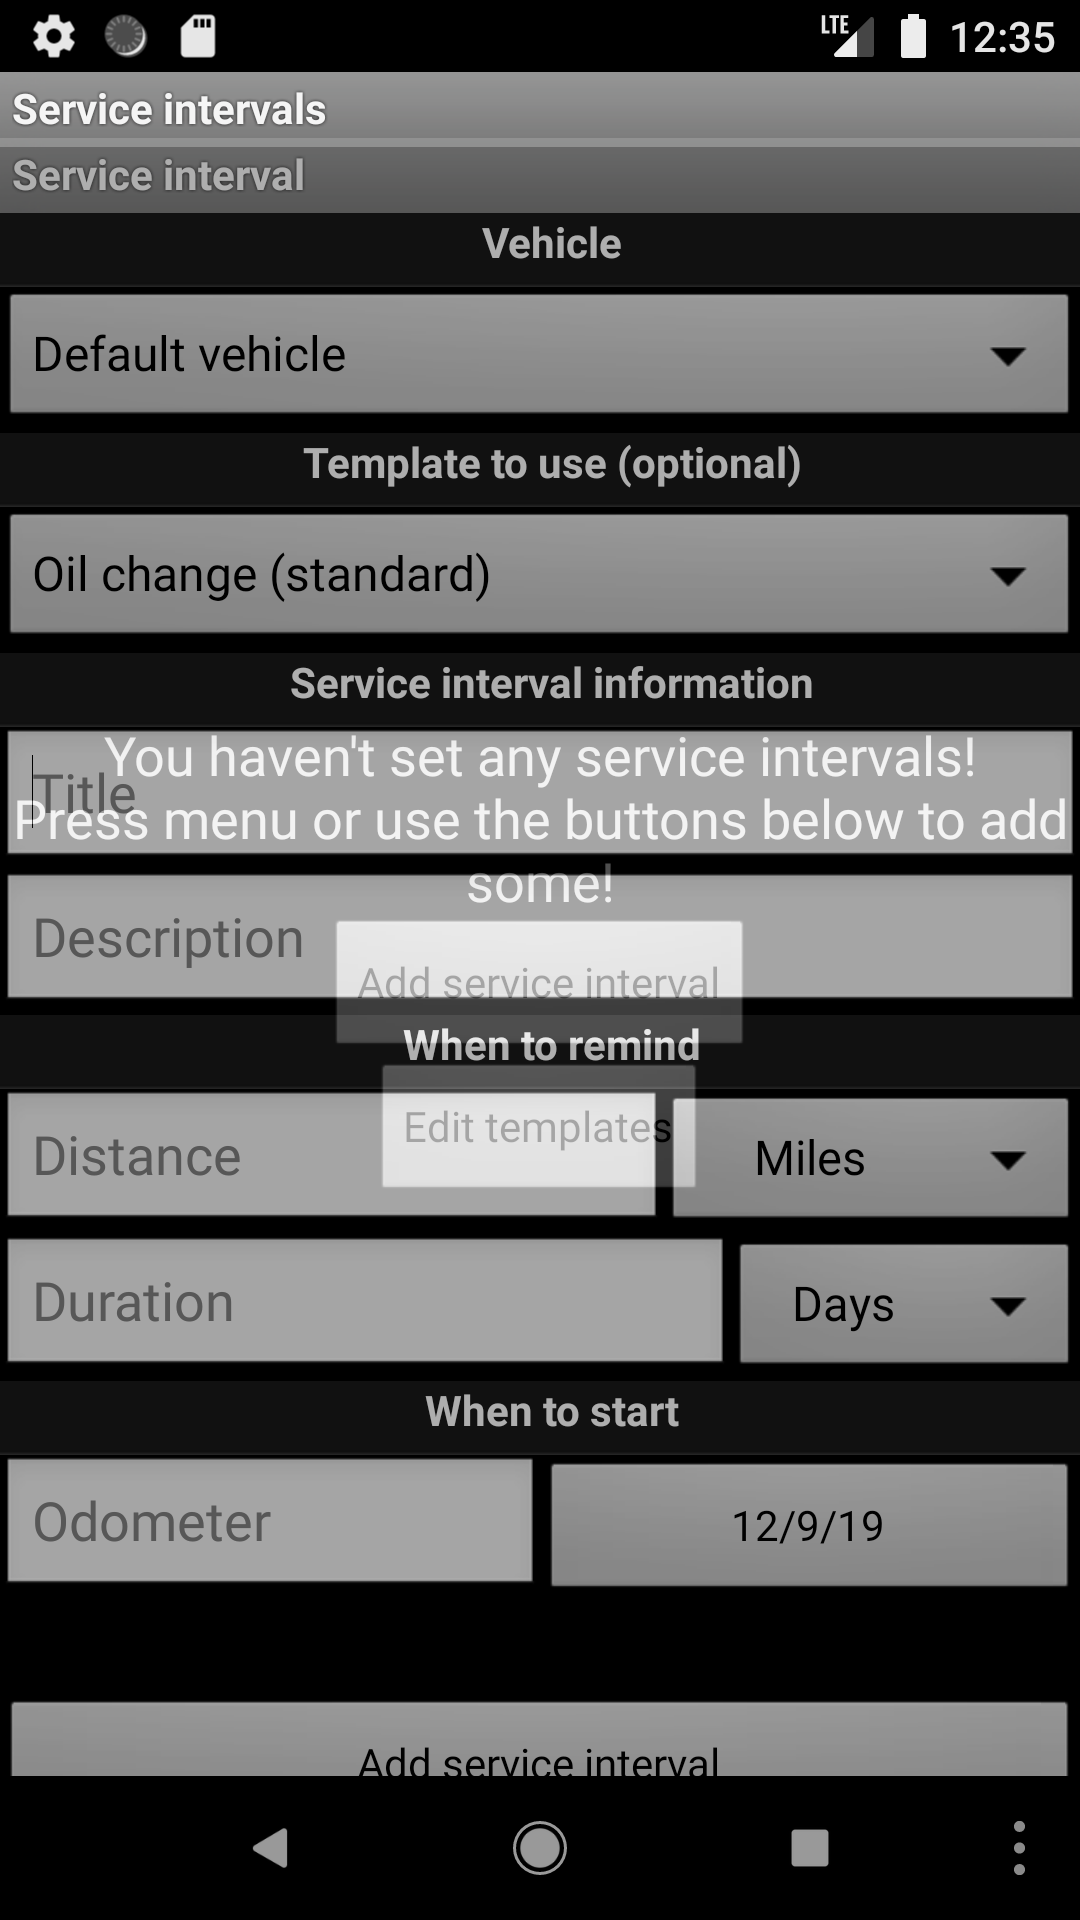 LTE 12:35
Service intervals
Service interval
Vehicle
Default vehicle
Template to use (optional)
Oil change (standard)
Service interval information
You haven't set any service intervals!
Title
Press menu or use the buttons below to add
some!
Description
Add service interval
When to remind
Edit templates
Distance
Miles
Duration
Days
When to start
Odometer
12/9/19
Add service interval